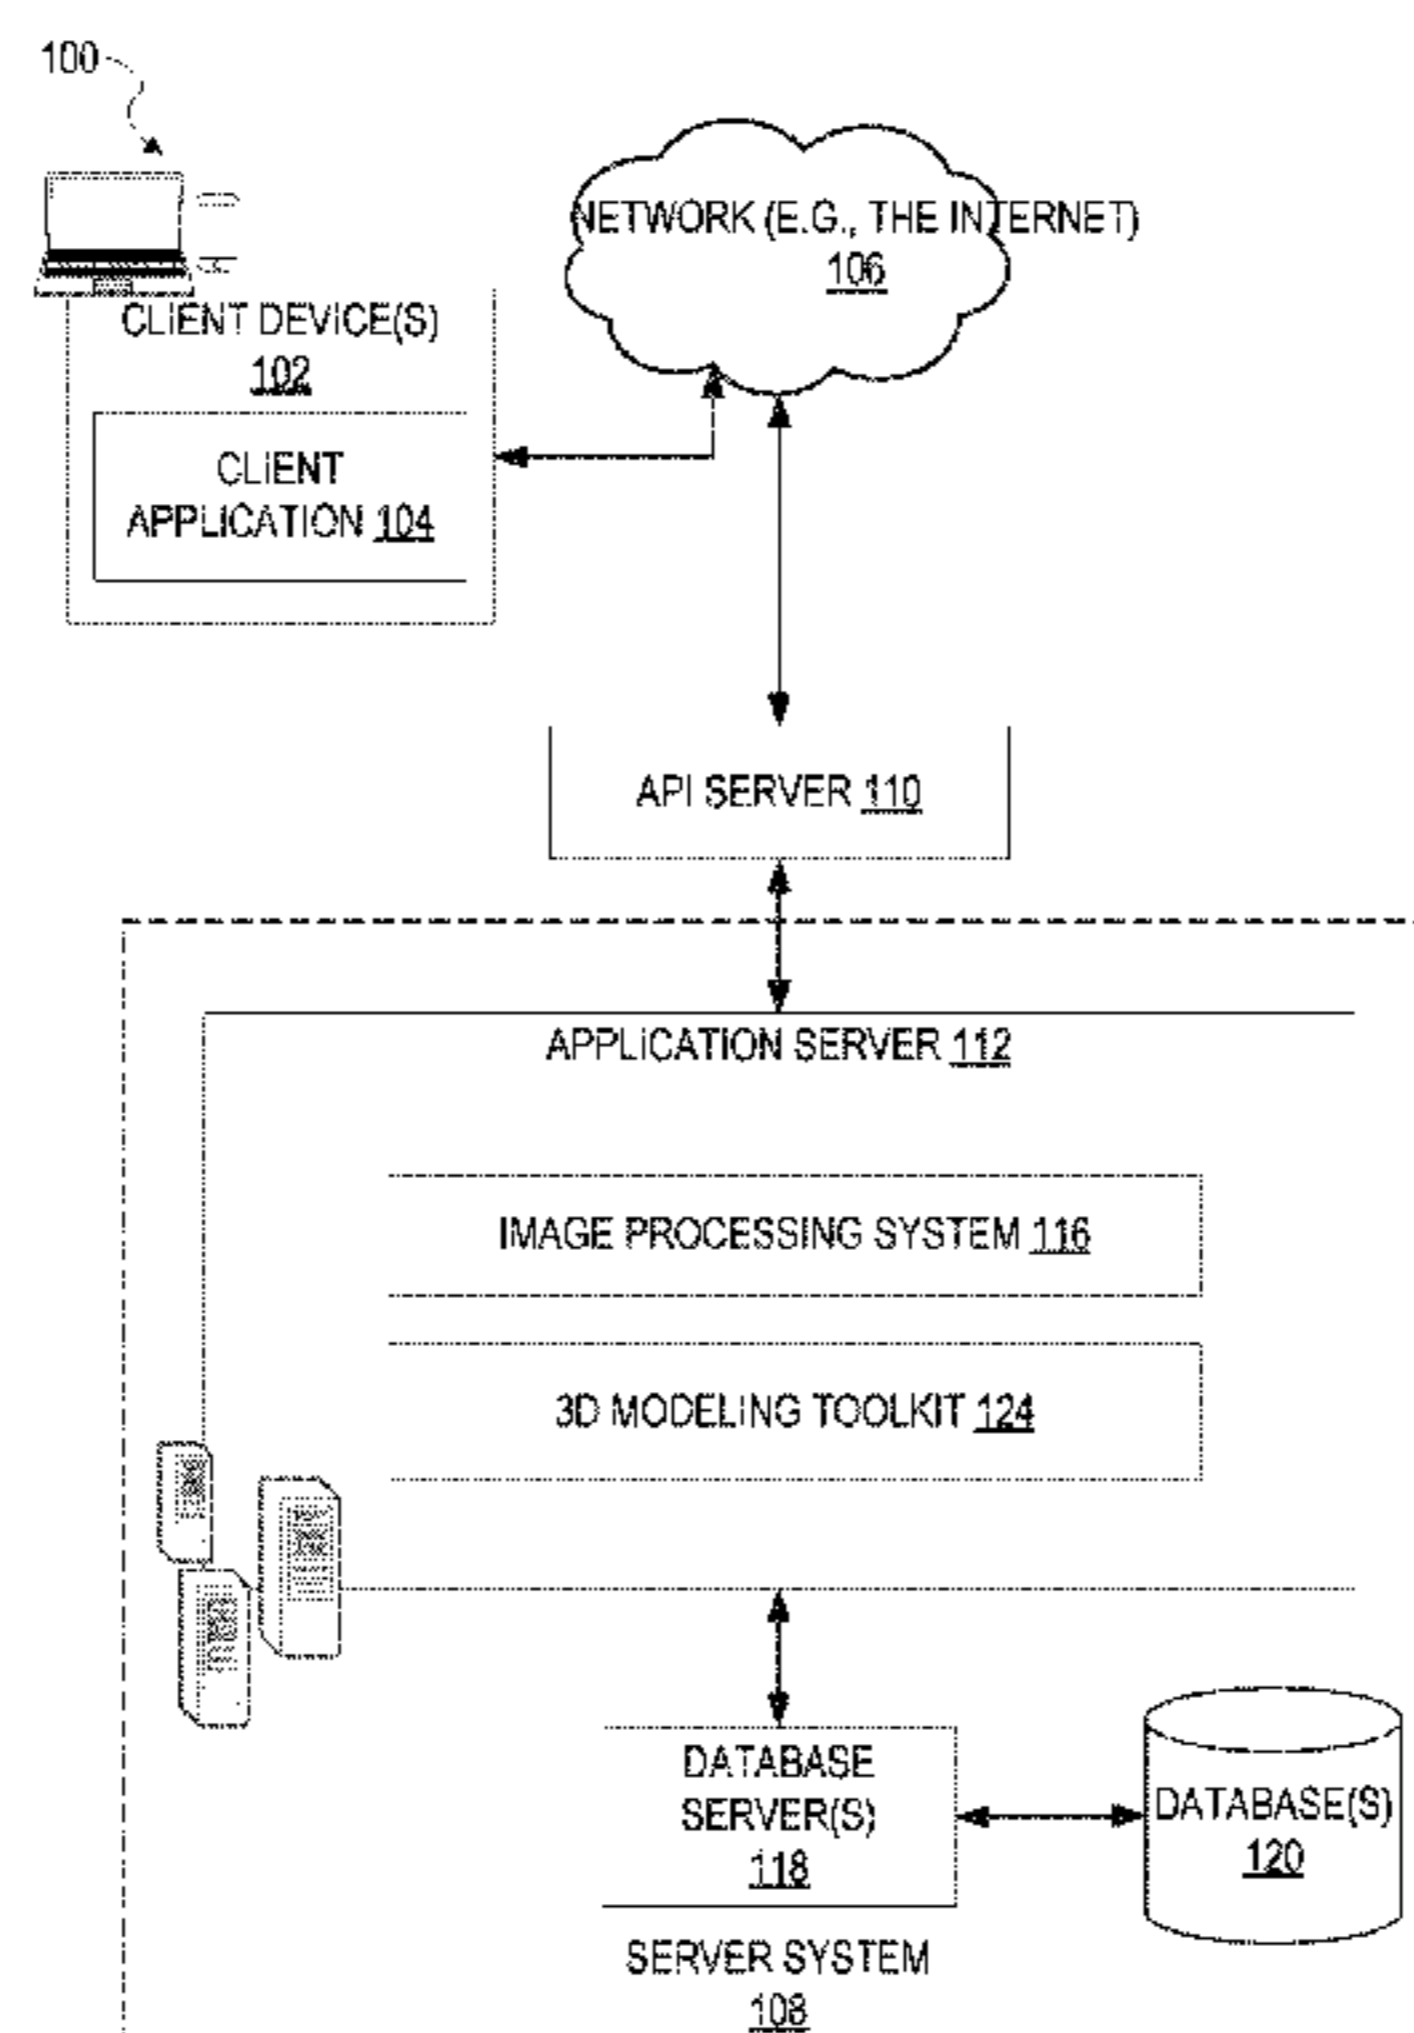 100
NETWORK (E.G., THE INTERNET)
106
CLIENT DEVICE(S)
102
CLIENT
APPLICATION 104
API SERVER 110
APPLICATION SERVER 112
IMAGE PROCESSING SYSTEM 116
3D MODELING TOOLKIT 124
DATABASE
SERVER(S)
118
DATABASE(S)
120
SERVER SYSTEM
108